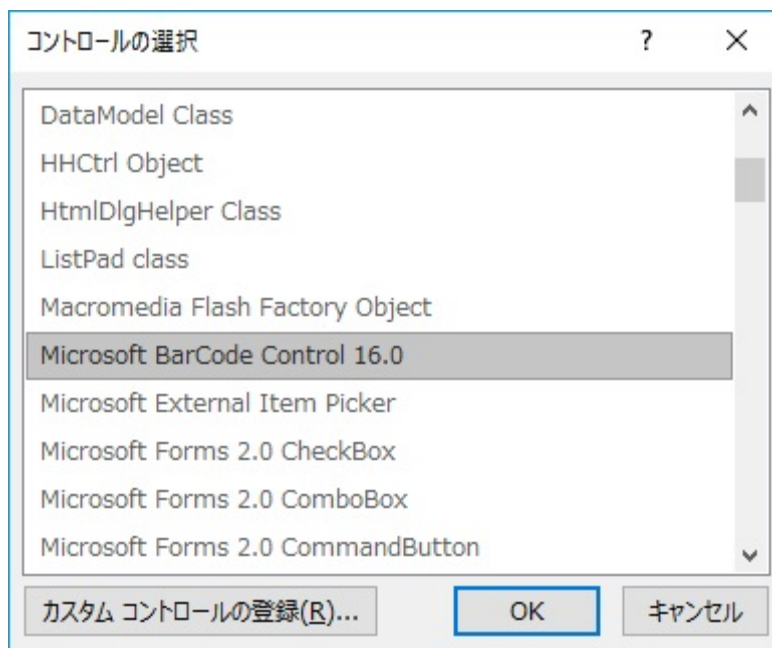 コントロールの選択
DataModel Class
HHCtrl Object
HtmlDlgHelper Class
ListPad class
Macromedia Flash Factory Object
Microsoft BarCode Control 16.0
Microsoft External Item Picker
Microsoft Forms 2.0 CheckBox
Microsoft Forms 2.0 ComboBox
Microsoft Forms 2.0 CommandButton
カスタム コントロールの登録(R)...
OK
キャンセル